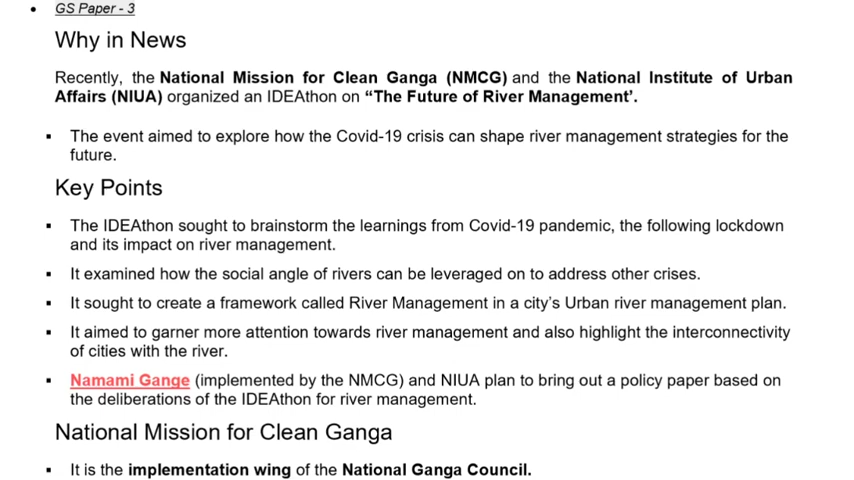 • GS Paper - 3
Why in News
Recently, the National Mission for Clean Ganga (NMCG) and the National Institute of Urban
Affairs (NIUA) organized an IDEAthon on “The Future of River Management’.
▪ The event aimed to explore how the Covid-19 crisis can shape river management strategies for the
future.
Key Points
▪ The IDEAthon sought to brainstorm the learnings from Covid-19 pandemic, the following lockdown
and its impact on river management.
▪ It examined how the social angle of rivers can be leveraged on to address other crises.
▪ It sought to create a framework called River Management in a city’s Urban river management plan.
▪ It aimed to garner more attention towards river management and also highlight the interconnectivity
of cities with the river.
▪ Namami Gange (implemented by the NMCG) and NIUA plan to bring out a policy paper based on
the deliberations of the IDEAthon for river management.
National Mission for Clean Ganga
▪ It is the implementation wing of the National Ganga Council.